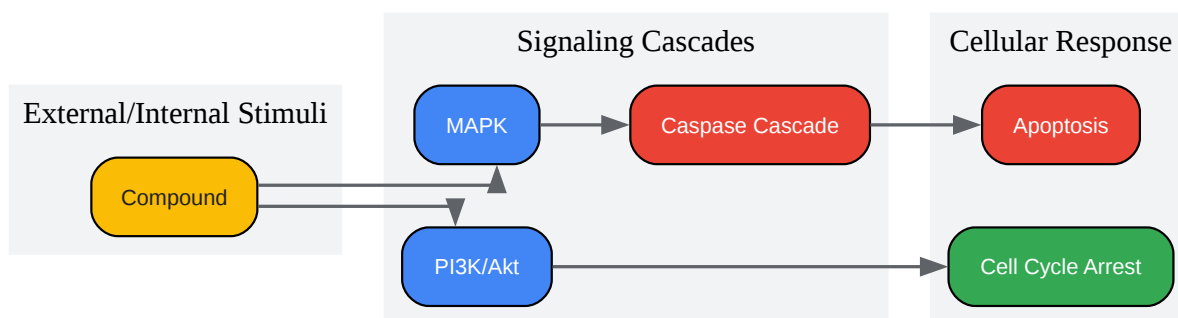 External/Internal Stimuli
Compound
Signaling Cascades
MAPK
Caspase Cascade
PI3K/Akt
Cellular Response
Apoptosis
Cell Cycle Arrest